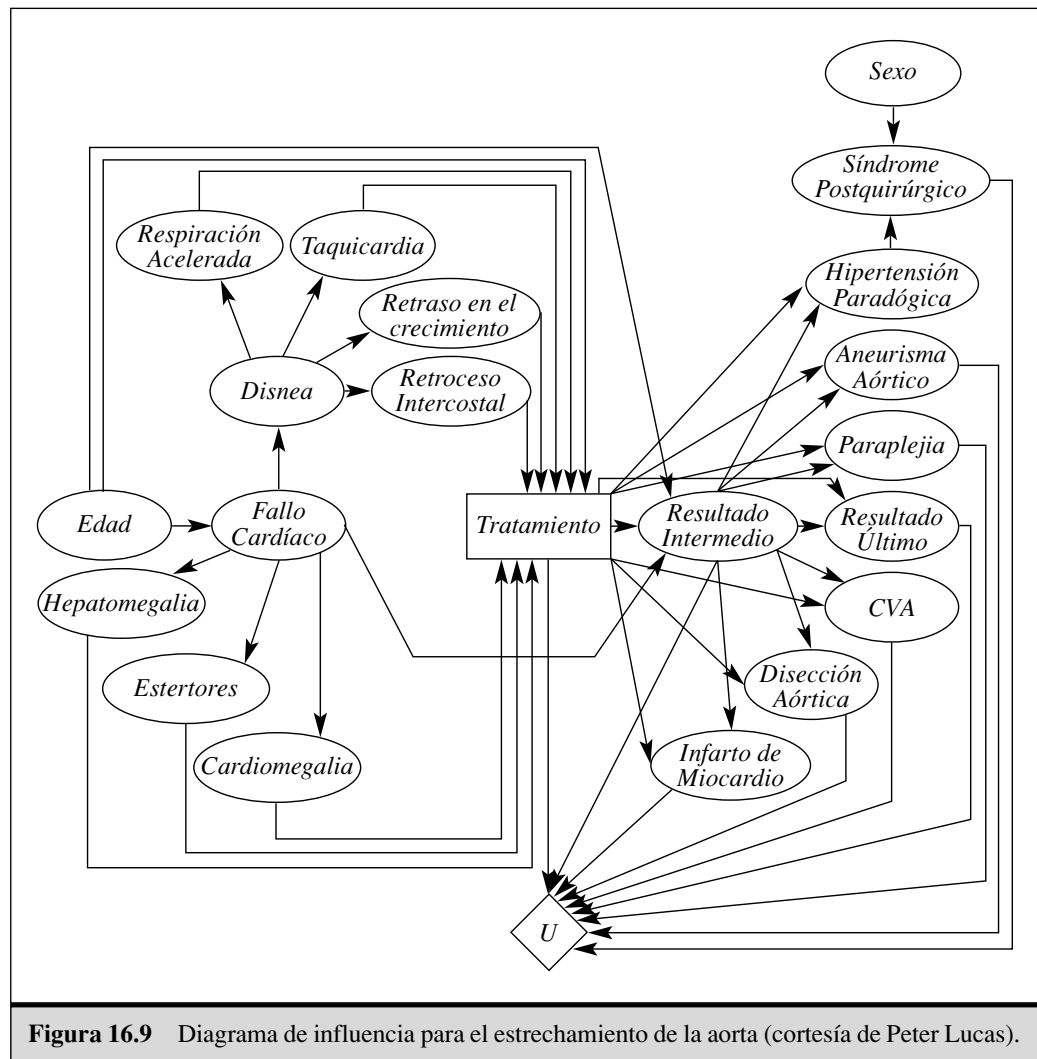 Sexo
Síndrome
Postquirúrgico
Respiración
Acelerada
Taquicardia
Hipertensión
Paradógica
Retraso en el
crecimiento
Aneurisma
Aórtico
Disnea
Retroceso
Intercostal
Paraplejia
Edad
Fallo
Cardíaco
Tratamiento
Resultado
Intermedio
Resultado
Último
Hepatomegalia
CVA
Estertores
Disección
Aórtica
Cardiomegalia
Infarto de
Miocardio
U
Figura 16.9 Diagrama de influencia para el estrechamiento de la aorta (cortesía de Peter Lucas).